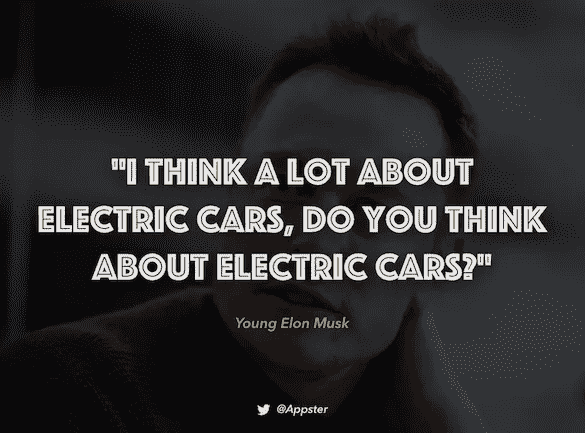 "I THINK A LOT ABOUT
ELECTRIC CARS, DO YOU THINK
ABOUT ELECTRIC CARS?"
Young Elon Musk
@Appster